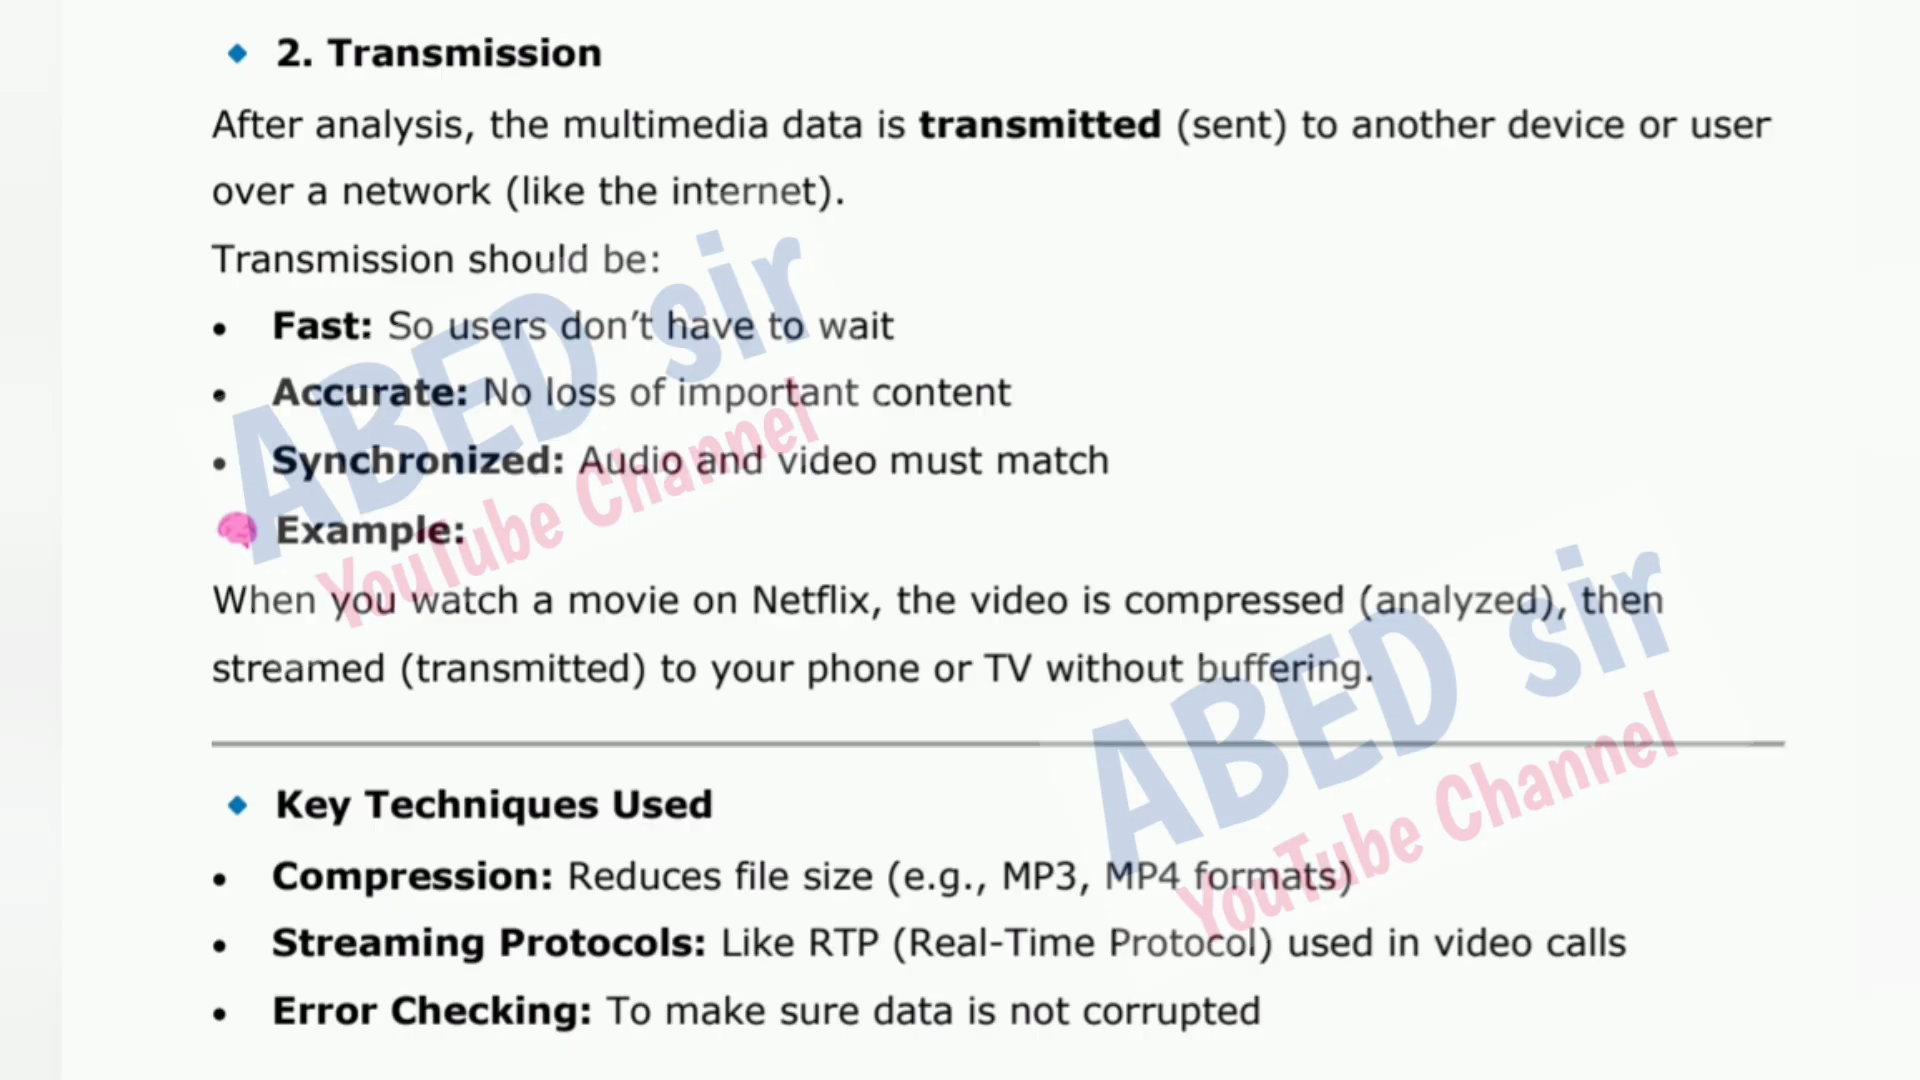 2. Transmission
After analysis, the multimedia data is transmitted (sent) to another device or user
over a network (like the internet).
Transmission should be:
• Fast: So users don’t have to wait
• Accurate: No loss of important content
• Synchronized: Audio and video must match
Example:
When you watch a movie on Netflix, the video is compressed (analyzed), then
streamed (transmitted) to your phone or TV without buffering.
Key Techniques Used
• Compression: Reduces file size (e.g., MP3, MP4 formats)
• Streaming Protocols: Like RTP (Real-Time Protocol) used in video calls
• Error Checking: To make sure data is not corrupted
ABED sir
YouTube Channel
ABED sir
YouTube Channel